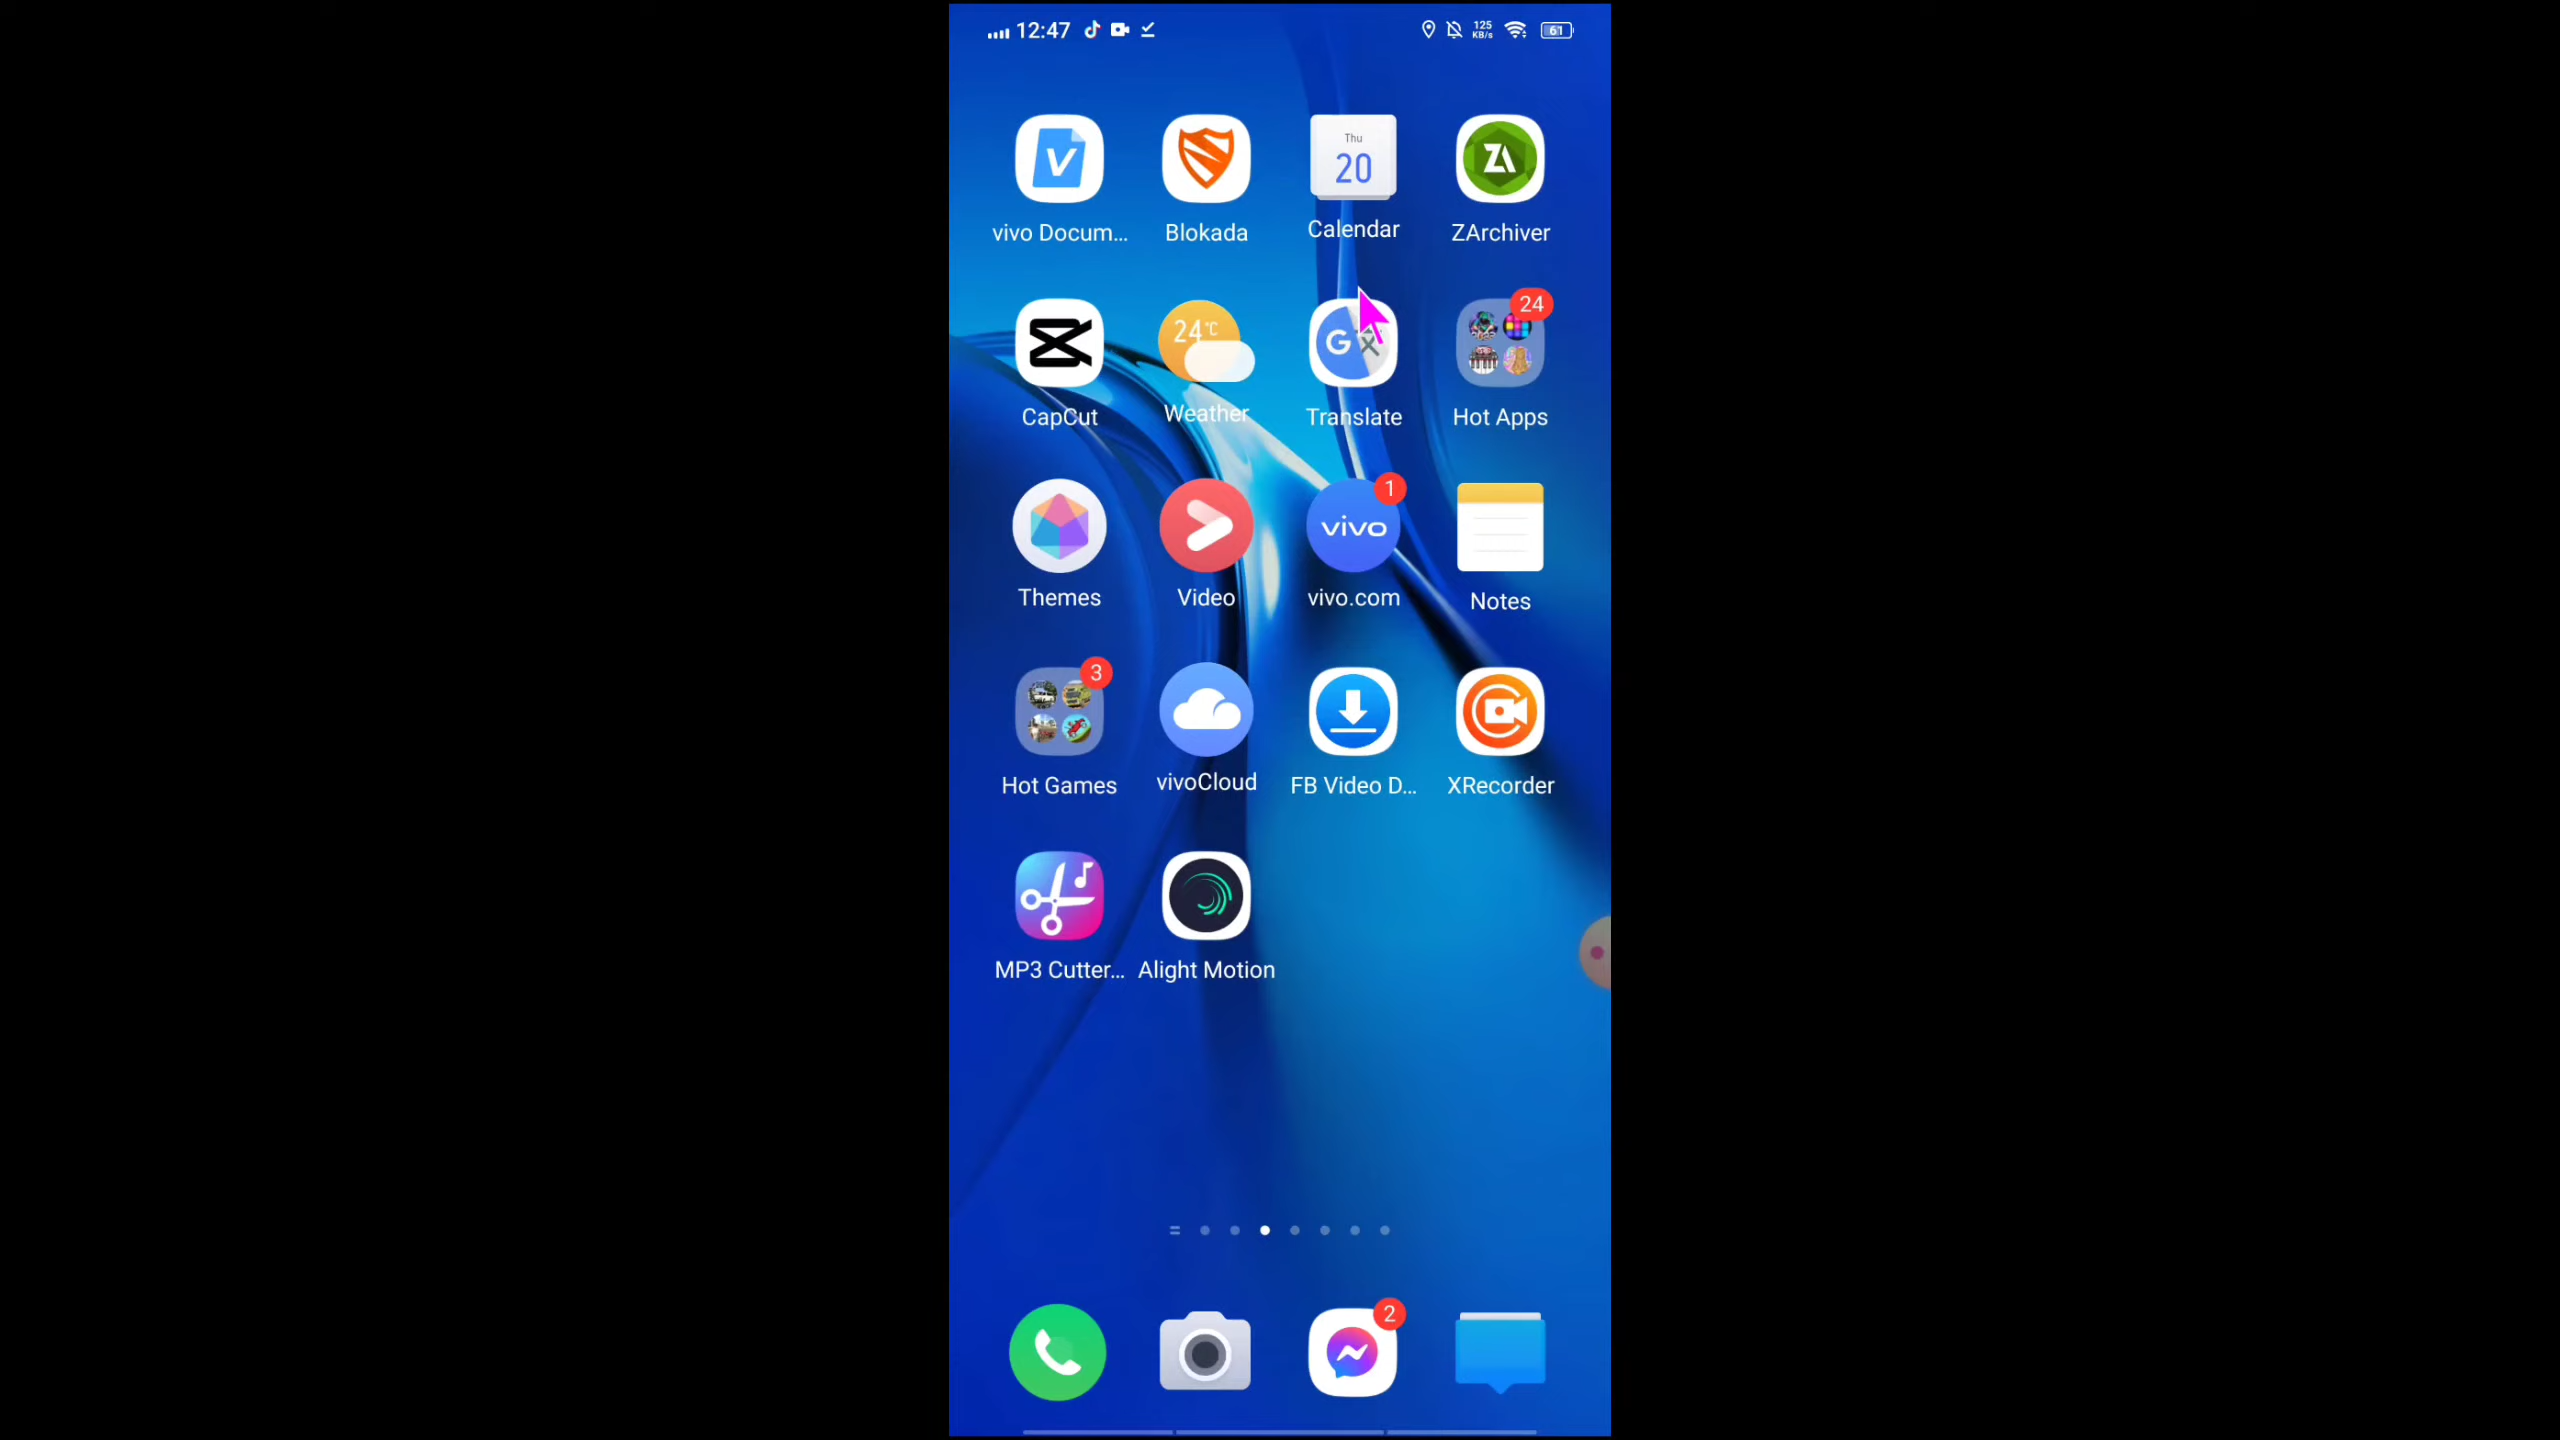 12:47 125 KB/s 61
Thu
20
vivo Docum... Blokada Calendar ZArchiver
24°C G 24
CapCut Weather Translate Hot Apps
vivo 1
Themes Video vivo.com Notes
3
Hot Games vivoCloud FB Video D... XRecorder
MP3 Cutter... Alight Motion
2